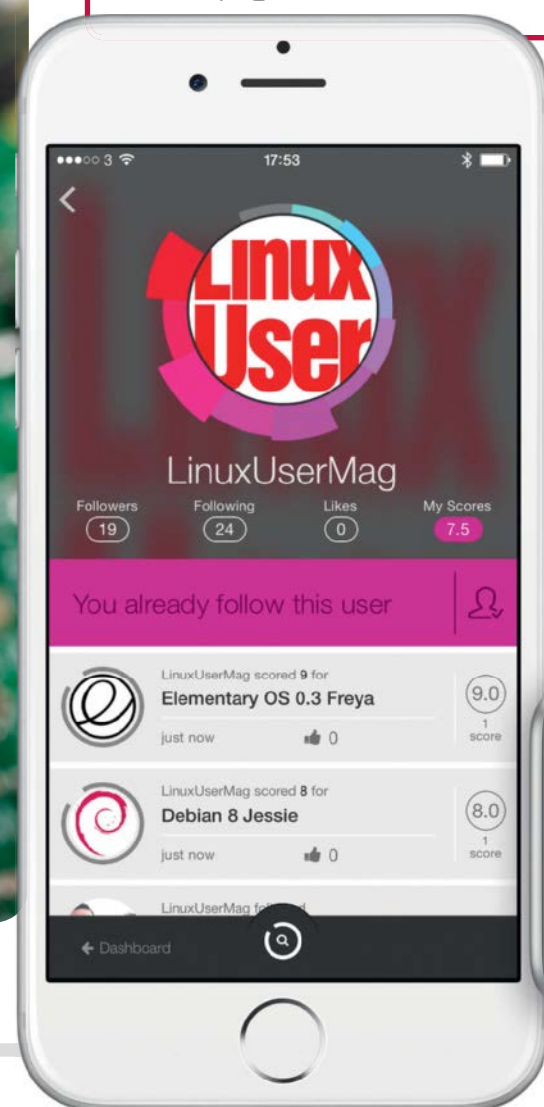 3 17:53
Linux
User
LinuxUserMag
Followers Following Likes My Scores
19 24 0 7.5
You already follow this user
LinuxUserMag scored 9 for
Elementary OS 0.3 Freya
9.0
1
score
just now 0
LinuxUserMag scored 8 for
Debian 8 Jessie
8.0
1
score
just now 0
LinuxUserMag
Dashboard